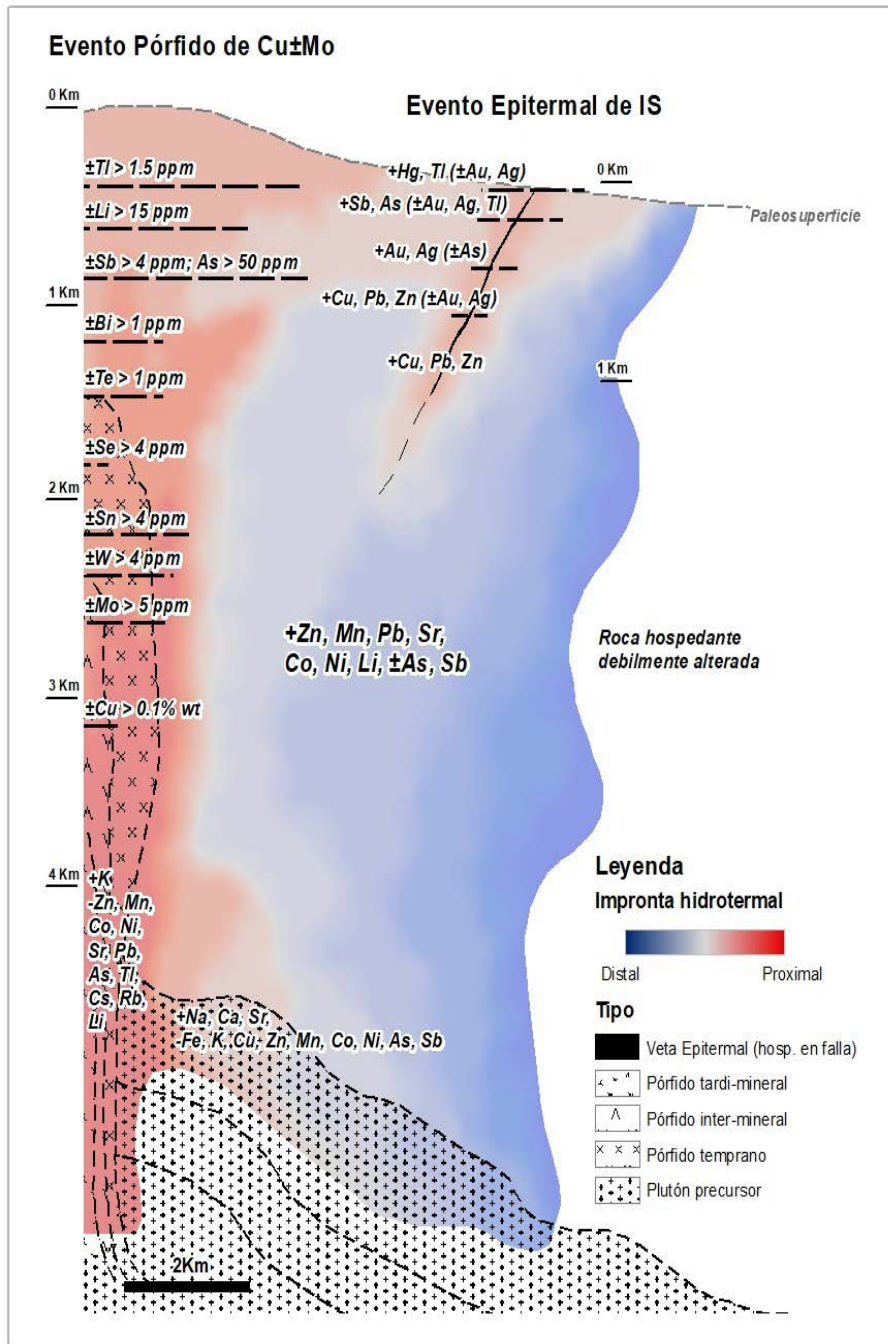 Evento Pórfido de Cu±Mo
0 Km
Evento Epitermal de IS
±Tl > 1.5 ppm
+Hg, Tl (±Au, Ag)
0 Km
±Li > 15 ppm
+Sb, As (±Au, Ag, Tl)
Paleosuperficie
±Sb > 4 ppm; As > 50 ppm
+Au, Ag (±As)
1 Km
+Cu, Pb, Zn (±Au, Ag)
±Bi > 1 ppm
+Cu, Pb, Zn
1 Km
±Te > 1 ppm
±Se > 4 ppm
2 Km
±Sn > 4 ppm
±W > 4 ppm
±Mo > 5 ppm
+Zn, Mn, Pb, Sr,
Co, Ni, Li, ±As, Sb
Roca hospedante
debilmente alterada
3 Km
±Cu > 0.1% wt
4 Km
+K
-Zn, Mn,
Co, Ni,
Sr, Pb,
As, Tl,
Cs, Rb,
Li
+Na, Ca, Sr,
-Fe, K, Cu, Zn, Mn, Co, Ni, As, Sb
2Km
Leyenda
Impronta hidrotermal
Distal
Proximal
Tipo
Veta Epitermal (hosp. en falla)
Pórfido tardi-mineral
Pórfido inter-mineral
Pórfido temprano
Plutón precursor